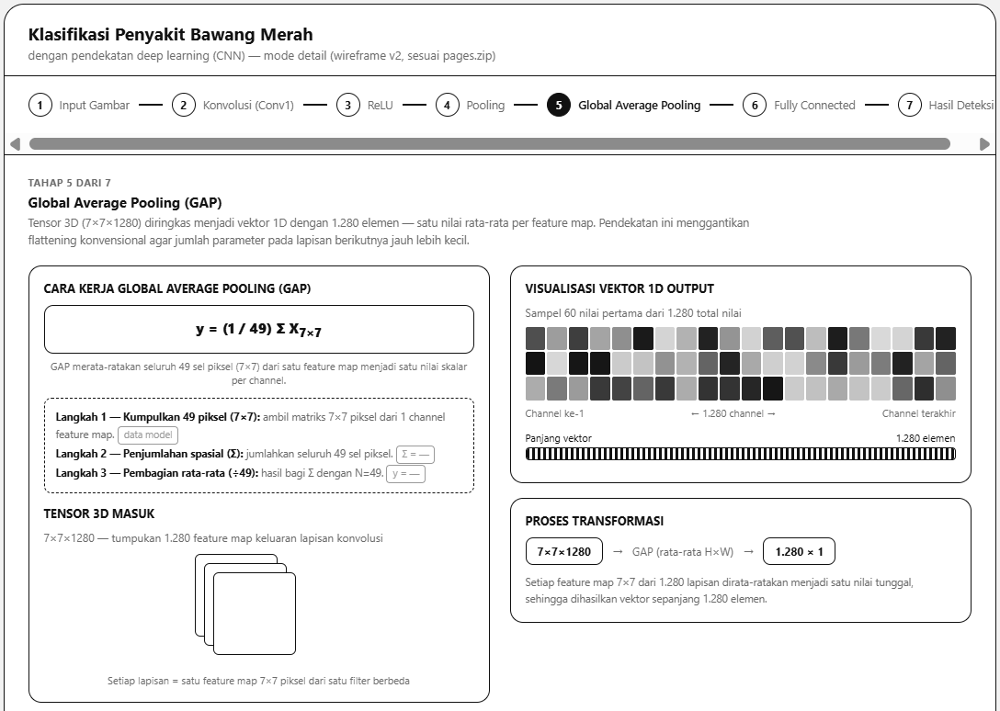 Klasifikasi Penyakit Bawang Merah
dengan pendekatan deep learning (CNN) — mode detail (wireframe v2, sesuai pages.zip)
1 Input Gambar 2 Konvolusi (Conv1) 3 ReLU 4 Pooling 5 Global Average Pooling 6 Fully Connected 7 Hasil Deteksi
TAHAP 5 DARI 7
Global Average Pooling (GAP)
Tensor 3D (7×7×1280) diringkas menjadi vektor 1D dengan 1.280 elemen — satu nilai rata-rata per feature map. Pendekatan ini menggantikan
flattening konvensional agar jumlah parameter pada lapisan berikutnya jauh lebih kecil.
CARA KERJA GLOBAL AVERAGE POOLING (GAP)
y = (1 / 49) Σ X7×7
GAP merata-ratakan seluruh 49 sel piksel (7×7) dari satu feature map menjadi satu nilai skalar
per channel.
Langkah 1 — Kumpulkan 49 piksel (7×7): ambil matriks 7×7 piksel dari 1 channel
feature map. data model
Langkah 2 — Penjumlahan spasial (Σ): jumlahkan seluruh 49 sel piksel. Σ = —
Langkah 3 — Pembagian rata-rata (÷49): hasil bagi Σ dengan N=49. y = —
TENSOR 3D MASUK
7×7×1280 — tumpukan 1.280 feature map keluaran lapisan konvolusi
Setiap lapisan = satu feature map 7×7 piksel dari satu filter berbeda
VISUALISASI VEKTOR 1D OUTPUT
Sampel 60 nilai pertama dari 1.280 total nilai
Channel ke-1 ← 1.280 channel → Channel terakhir
Panjang vektor 1.280 elemen
PROSES TRANSFORMASI
7×7×1280 → GAP (rata-rata H×W) → 1.280 × 1
Setiap feature map 7×7 dari 1.280 lapisan dirata-ratakan menjadi satu nilai tunggal,
sehingga dihasilkan vektor sepanjang 1.280 elemen.